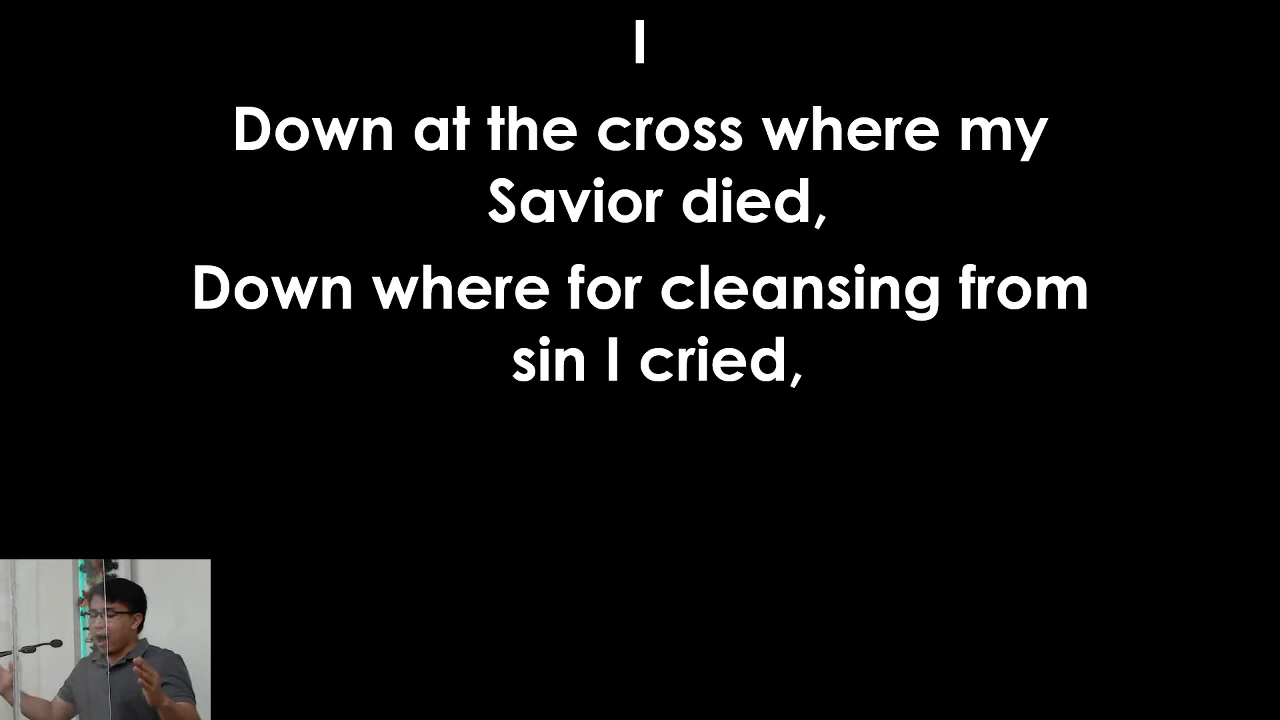 I
Down at the cross where my
Savior died,
Down where for cleansing from
sin I cried,